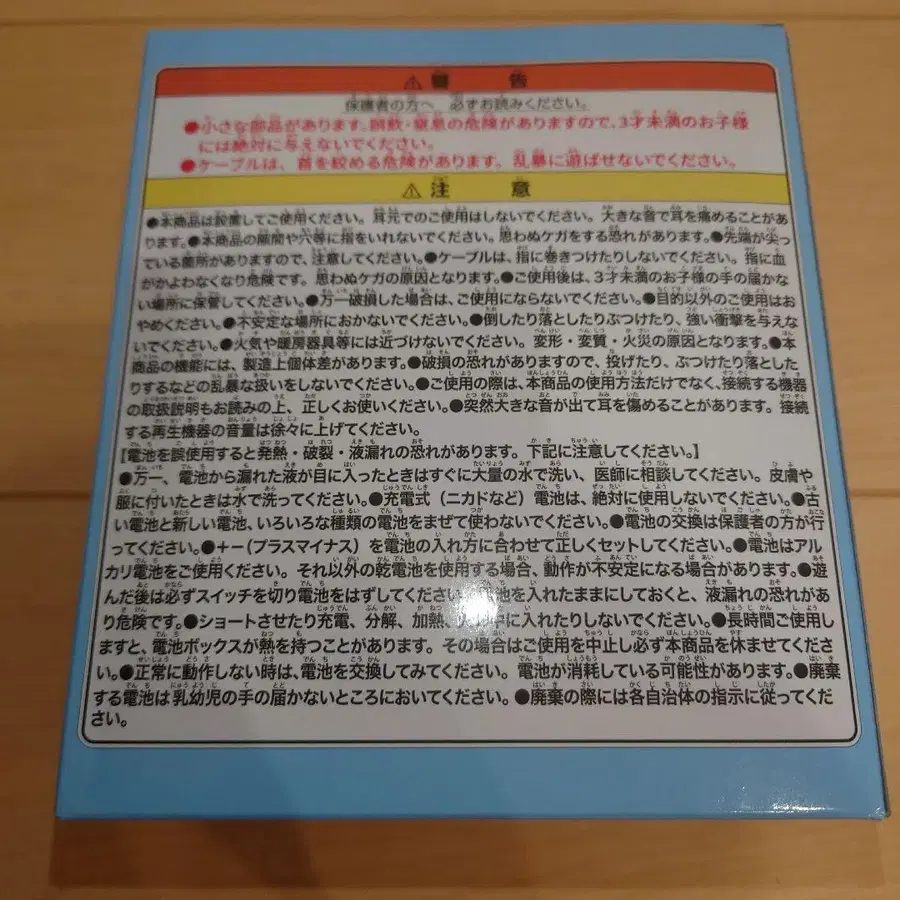 ⚠警告
保護者の方へ 必ずお読みください。
●小さな部品があります。誤飲・窒息の危険がありますので、3才未満のお子様
には絶対に与えないでください。
●ケーブルは、首を絞める危険があります。乱暴に遊ばせないでください。
⚠注意
●本商品は設置してご使用ください。耳元でのご使用はしないでください。大きな音で耳を痛めることがあ
ります。●本商品の隙間や穴等に指をいれないでください。思わぬケガをする恐れがあります。●先端が尖っ
ている箇所がありますので、注意してください。●ケーブルは、指に巻きつけたりしないでください。指に血
がかよわなくなり危険です。思わぬケガの原因となります。●ご使用後は、3才未満のお子様の手の届かな
い場所に保管してください。●万一破損した場合は、ご使用にならないでください。●目的以外のご使用はお
やめください。●不安定な場所におかないでください。●倒したり落としたりぶつけたり、強い衝撃を与えな
いでください。●火気や暖房器具等には近づけないでください。変形・変質・火災の原因となります。●本
商品の機能には、製造上個体差があります。●破損の恐れがありますので、投げたり、ぶつけたり落とした
りするなどの乱暴な扱いをしないでください。●ご使用の際は、本商品の使用方法だけでなく、接続する機器
の取扱説明もお読みの上、正しくお使いください。●突然大きな音が出て耳を傷めることがあります。接続
する再生機器の音量は徐々に上げてください。
【電池を誤使用すると発熱・破裂・液漏れの恐れがあります。下記に注意してください。】
●万一、電池から漏れた液が目に入ったときはすぐに大量の水で洗い、医師に相談してください。皮膚や
服に付いたときは水で洗ってください。●充電式（ニカドなど）電池は、絶対に使用しないでください。●古
い電池と新しい電池、いろいろな種類の電池をまぜて使わないでください。●電池の交換は保護者の方が行
ってください。●＋－（プラスマイナス）を電池の入れ方に合わせて正しくセットしてください。●電池はアル
カリ電池をご使用ください。それ以外の乾電池を使用する場合、動作が不安定になる場合があります。●遊
んだ後は必ずスイッチを切り電池をはずしてください。電池を入れたままにしておくと、液漏れの恐れがあ
り危険です。●ショートさせたり充電、分解、加熱、中に入れたりしないでください。●長時間ご使用し
ますと、電池ボックスが熱を持つことがあります。その場合はご使用を中止し必ず本商品を休ませてくださ
い。●正常に動作しない時は、電池を交換してみてください。電池が消耗している可能性があります。●廃棄
する電池は乳幼児の手の届かないところにおいてください。●廃棄の際には各自治体の指示に従ってくだ
さい。